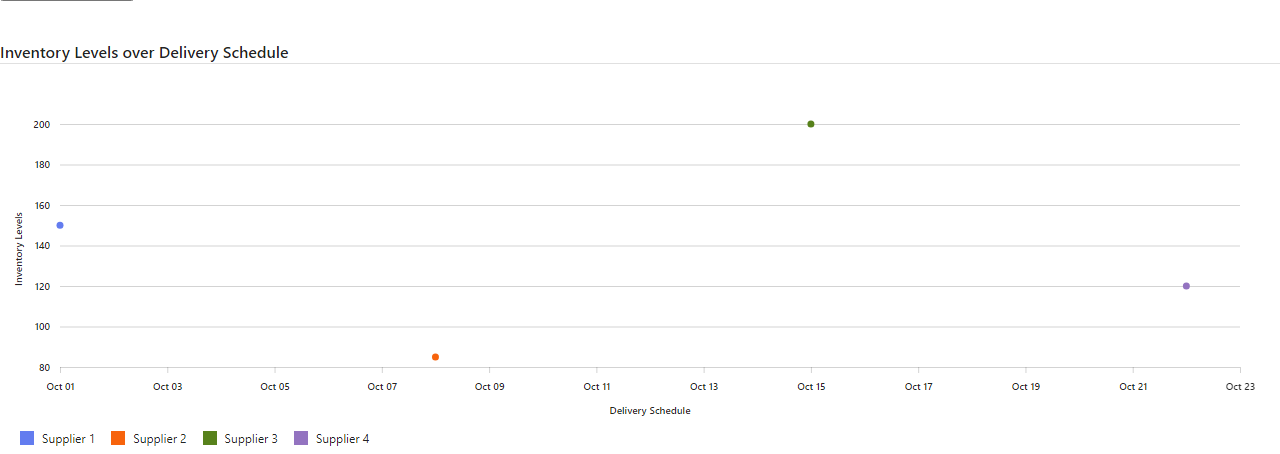 Inventory Levels over Delivery Schedule
200
180
160
140
120
100
80
Inventory Levels
Oct 01 Oct 03 Oct 05 Oct 07 Oct 09 Oct 11 Oct 13 Oct 15 Oct 17 Oct 19 Oct 21 Oct 23
Delivery Schedule
Supplier 1 Supplier 2 Supplier 3 Supplier 4